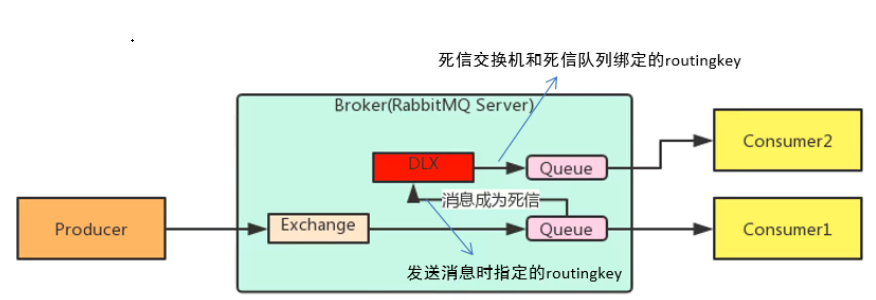 死信交换机和死信队列绑定的routingkey
Broker(RabbitMQ Server)
DLX
Queue
Consumer2
消息成为死信
Producer
Exchange
Queue
Consumer1
发送消息时指定的routingkey